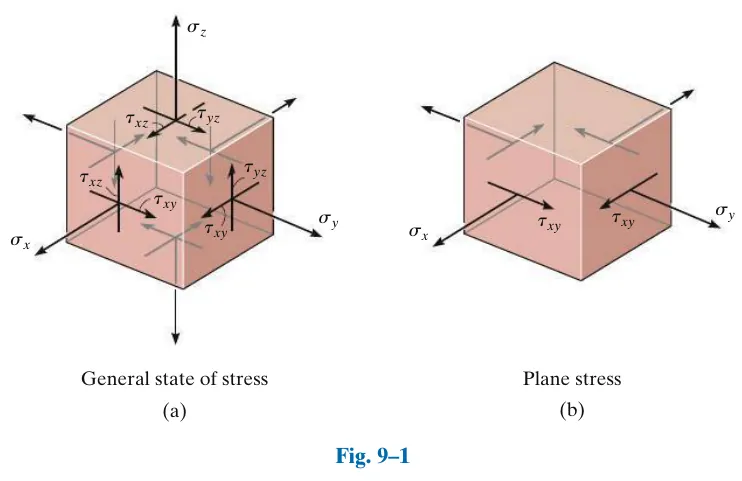 σz
τxz
τyz
τxz
τyz
τxy
τxy
σx
σy
τxy
τxy
σx
σy
General state of stress
(a)
Plane stress
(b)
Fig. 9–1